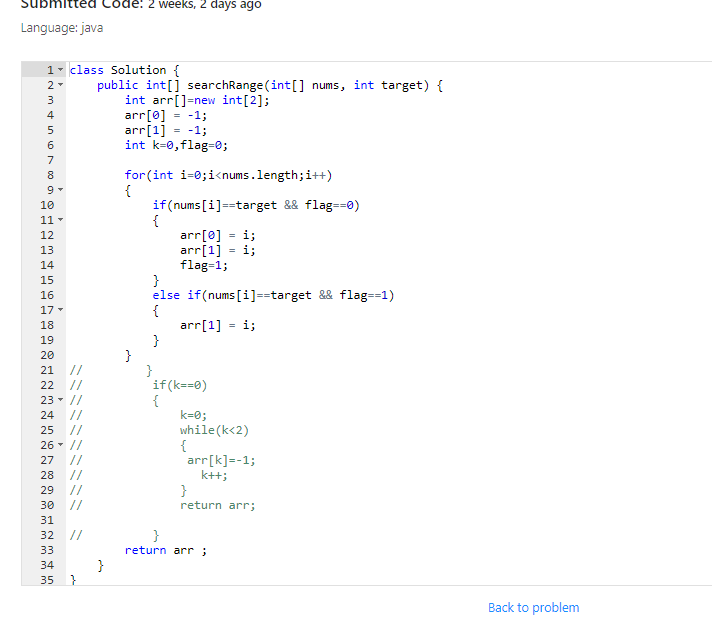 Submitted Code: 2 weeks, 2 days ago
Language: java
1 class Solution {
2 public int[] searchRange(int[] nums, int target) {
3 int arr[]=new int[2];
4 arr[0] = -1;
5 arr[1] = -1;
6 int k=0,flag=0;
7
8 for(int i=0;i<nums.length;i++)
9 {
10 if(nums[i]==target && flag==0)
11 {
12 arr[0] = i;
13 arr[1] = i;
14 flag=1;
15 }
16 else if(nums[i]==target && flag==1)
17 {
18 arr[1] = i;
19 }
20 }
21 // }
22 // if(k==0)
23 // {
24 // k=0;
25 // while(k<2)
26 // {
27 // arr[k]=-1;
28 // k++;
29 // }
30 // return arr;
31
32 // }
33 return arr ;
34 }
35 }
Back to problem